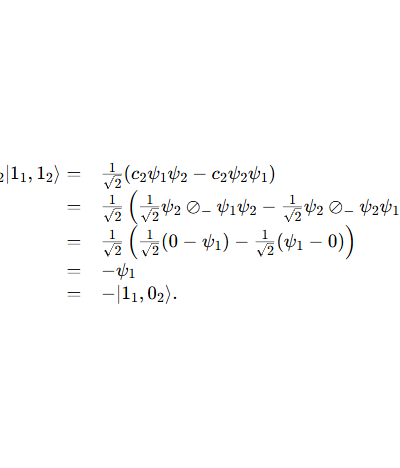 ₂|1₁, 1₂⟩ = 1/√2 (c₂ψ₁ψ₂ − c₂ψ₂ψ₁)
= 1/√2 ( 1/√2 ψ₂ ⊘₋ ψ₁ψ₂ − 1/√2 ψ₂ ⊘₋ ψ₂ψ₁
= 1/√2 ( 1/√2 (0 − ψ₁) − 1/√2 (ψ₁ − 0) )
= −ψ₁
= −|1₁, 0₂⟩.